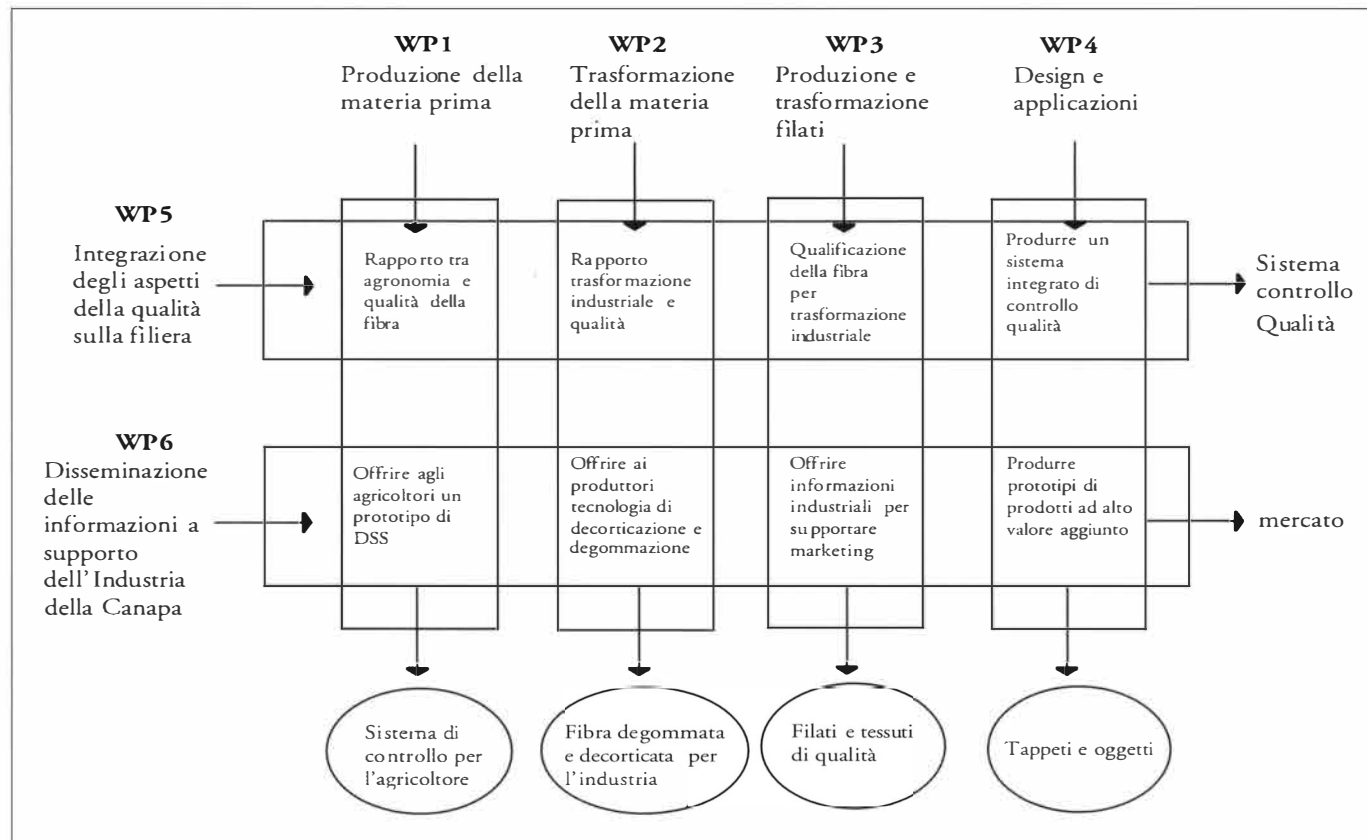 WP1
Produzione della
materia prima
WP2
Trasformazione
della materia
prima
WP3
Produzione e
trasformazione
filati
WP4
Design e
applicazioni
WP5
Integrazione
degli aspetti
della qualità
sulla filiera
Rapporto tra
agronomia e
qualità della
fibra
Rapporto
trasformazione
industriale e
qualità
Qualificazione
della fibra
per
trasformazione
industriale
Produrre un
sistema
integrato di
controllo
qualità
Sistema
controllo
Qualità
WP6
Disseminazione
delle
informazioni a
supporto
dell'Industria
della Canapa
Offrire agli
agricoltori un
prototipo di
DSS
Offrire ai
produttori
tecnologia di
decorticazione e
degommazione
Offrire
informazioni
industriali per
supportare
marketing
Produrre
prototipi di
prodotti ad alto
valore aggiunto
mercato
Sistema di
controllo per
l'agricoltore
Fibra degommata
e decorticata per
l'industria
Filati e tessuti
di qualità
Tappeti e oggetti